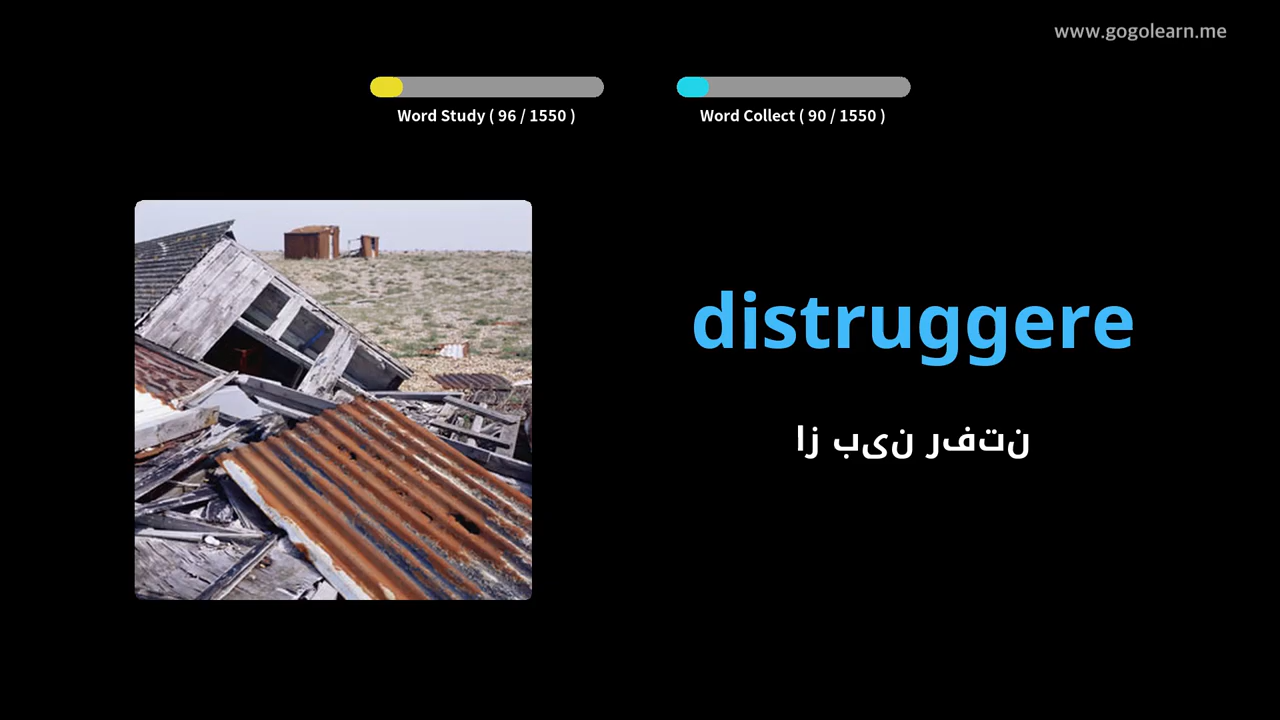 www.gogolearn.me
Word Study ( 96 / 1550 )
Word Collect ( 90 / 1550 )
distruggere
از بین رفتن